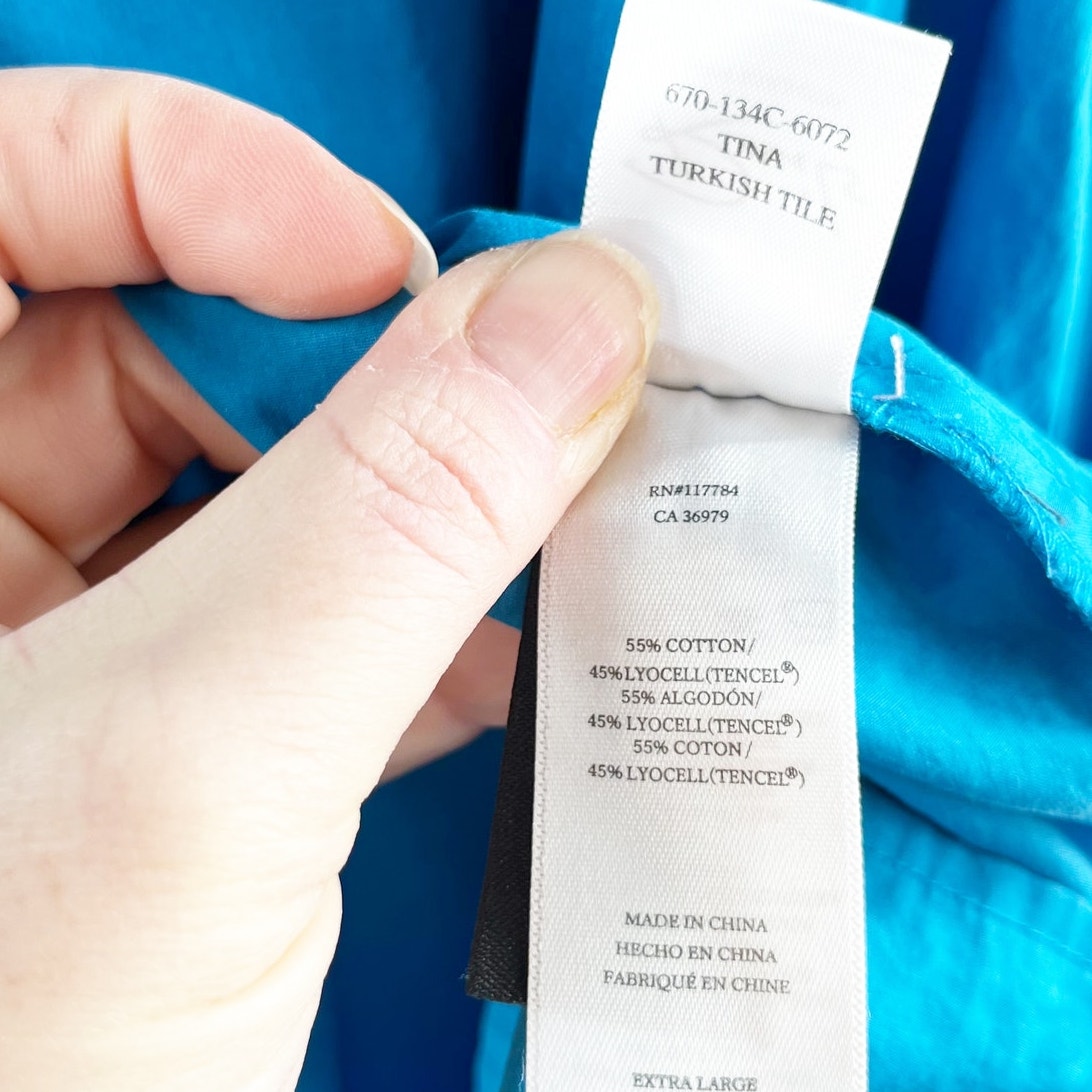 670-134C-6072
TINA
TURKISH TILE
RN#117784
CA 36979
55% COTTON/
45% LYOCELL(TENCEL®)
55% ALGODÓN/
45% LYOCELL(TENCEL®)
55% COTON /
45% LYOCELL(TENCEL®)
MADE IN CHINA
HECHO EN CHINA
FABRIQUÉ EN CHINE
EXTRA LARGE